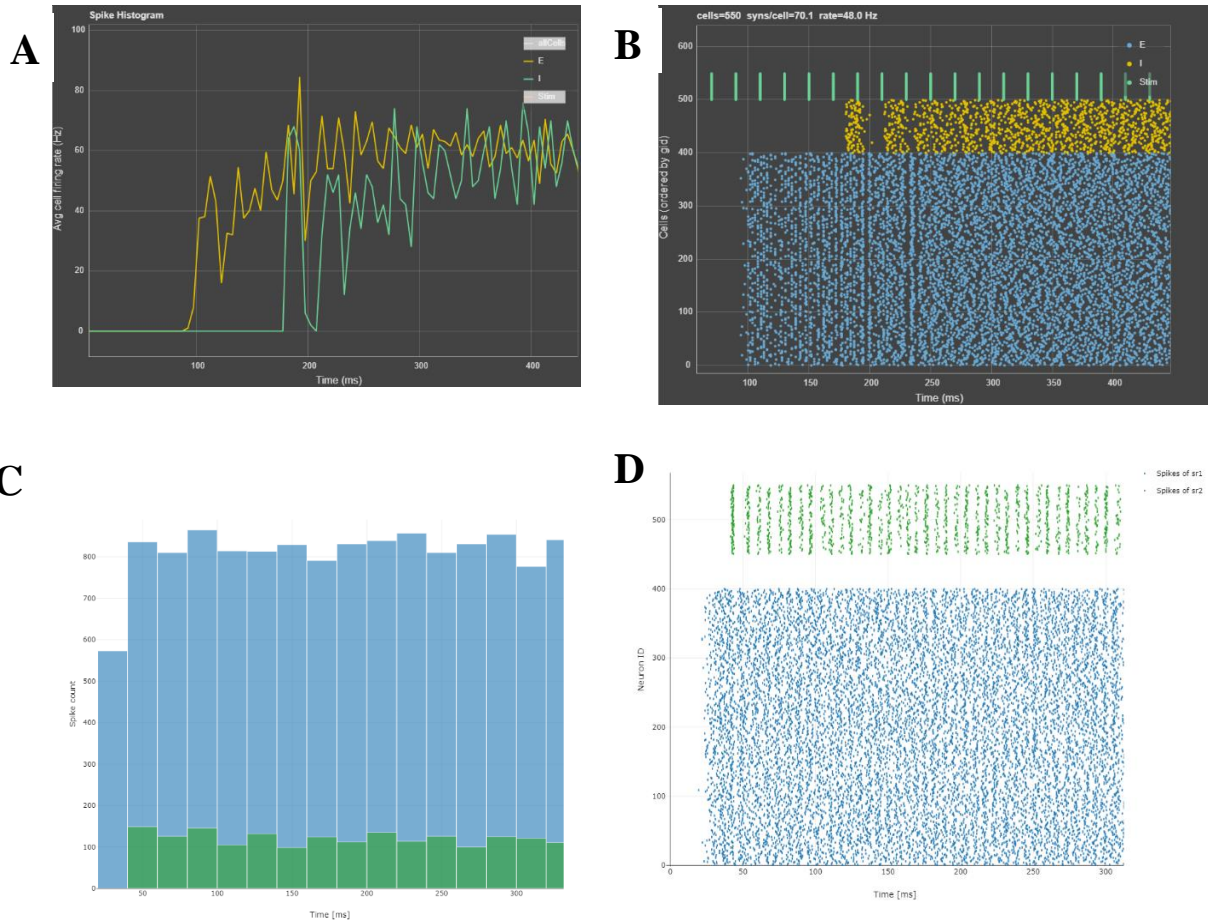 A
Spike Histogram
100
80
60
40
20
0
Avg cell firing rate (Hz)
allCells
E
I
Stim
100
200
300
400
Time (ms)
B
cells=550 syns/cell=70.1 rate=48.0 Hz
600
500
400
300
200
100
0
Cells (ordered by gid)
E
I
Stim
100
150
200
250
300
350
400
Time (ms)
C
800
700
600
500
400
300
200
100
0
Spike count
50
100
150
200
250
300
Time [ms]
D
Spikes of sr1
Spikes of sr2
500
400
300
200
100
0
Neuron ID
0
50
100
150
200
250
300
Time [ms]